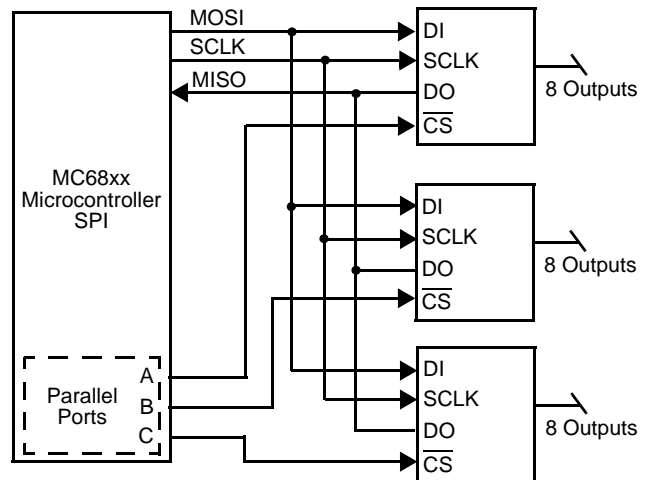 MOSI
SCLK
MISO
MC68xx
Microcontroller
SPI
Parallel
Ports
A
B
C
DI
SCLK
DO
CS
8 Outputs
DI
SCLK
DO
CS
8 Outputs
DI
SCLK
DO
CS
8 Outputs